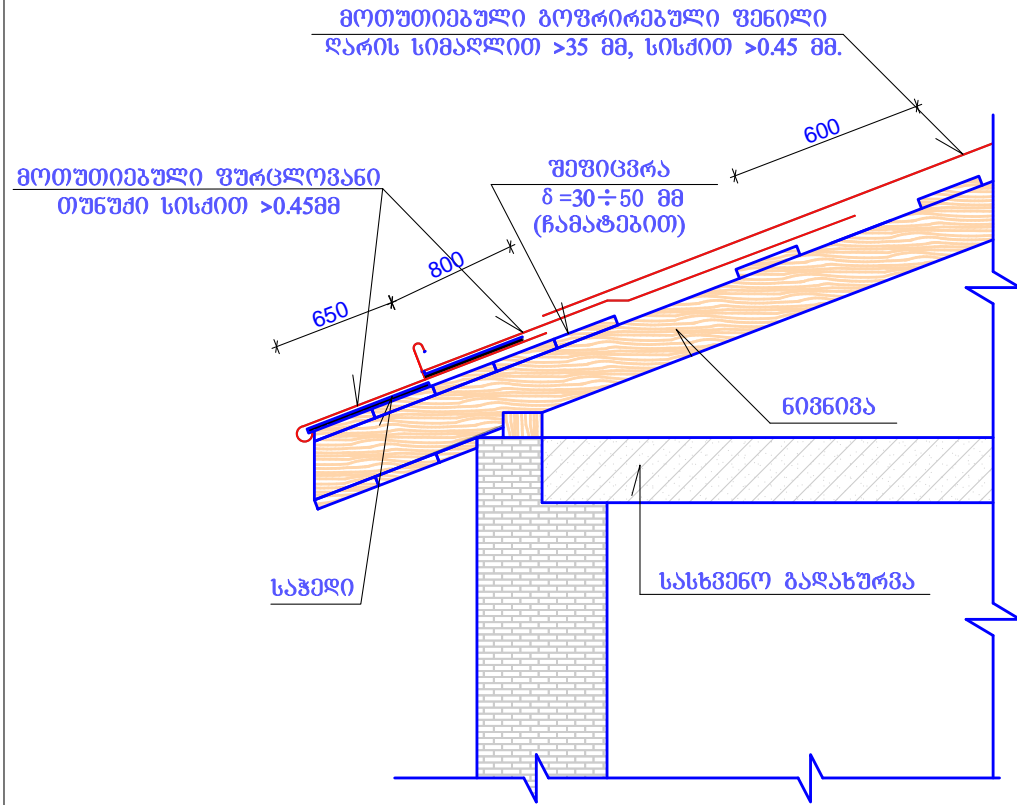 მოთუთიებული გოფრირებული ფენილი
ღარის სიმაღლით >35 მმ, სისქით >0.45 მმ.
600
მოთუთიებული ფურცლოვანი
თუნუქი სისქით >0.45მმ
შეფიცვრა
δ =30÷50 მმ
(ჩამატებით)
800
650
ნივნივა
საჭედი
სასხვენო გადახურვა